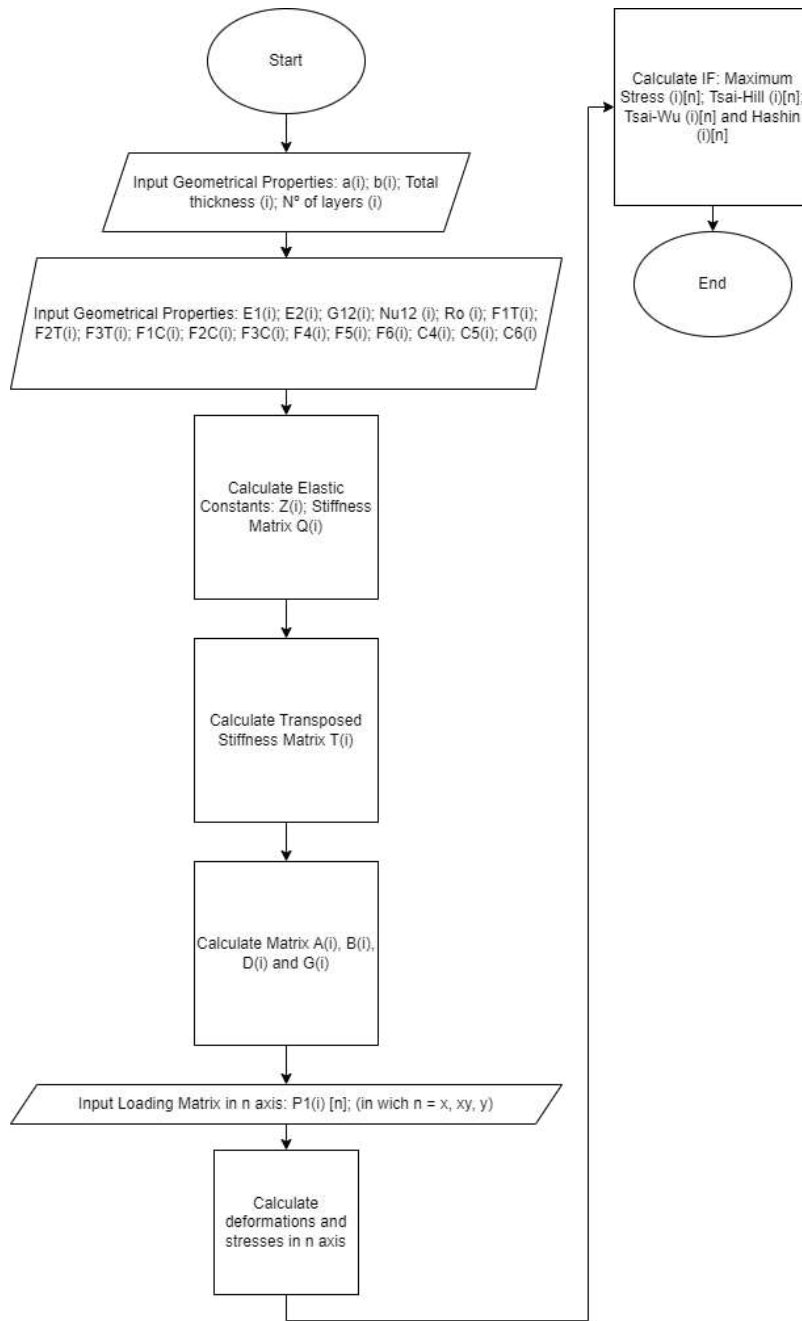 Start
Input Geometrical Properties: a(i); b(i); Total
thickness (i); Nº of layers (i)
Input Geometrical Properties: E1(i); E2(i); G12(i); Nu12 (i); Ro (i); F1T(i);
F2T(i); F3T(i); F1C(i); F2C(i); F3C(i); F4(i); F5(i); F6(i); C4(i); C5(i); C6(i)
Calculate Elastic
Constants: Z(i); Stiffness
Matrix Q(i)
Calculate Transposed
Stiffness Matrix T(i)
Calculate Matrix A(i), B(i),
D(i) and G(i)
Input Loading Matrix in n axis: P1(i) [n]; (in wich n = x, xy, y)
Calculate
deformations and
stresses in n axis
Calculate IF: Maximum
Stress (i)[n]; Tsai-Hill (i)[n];
Tsai-Wu (i)[n] and Hashin
(i)[n]
End